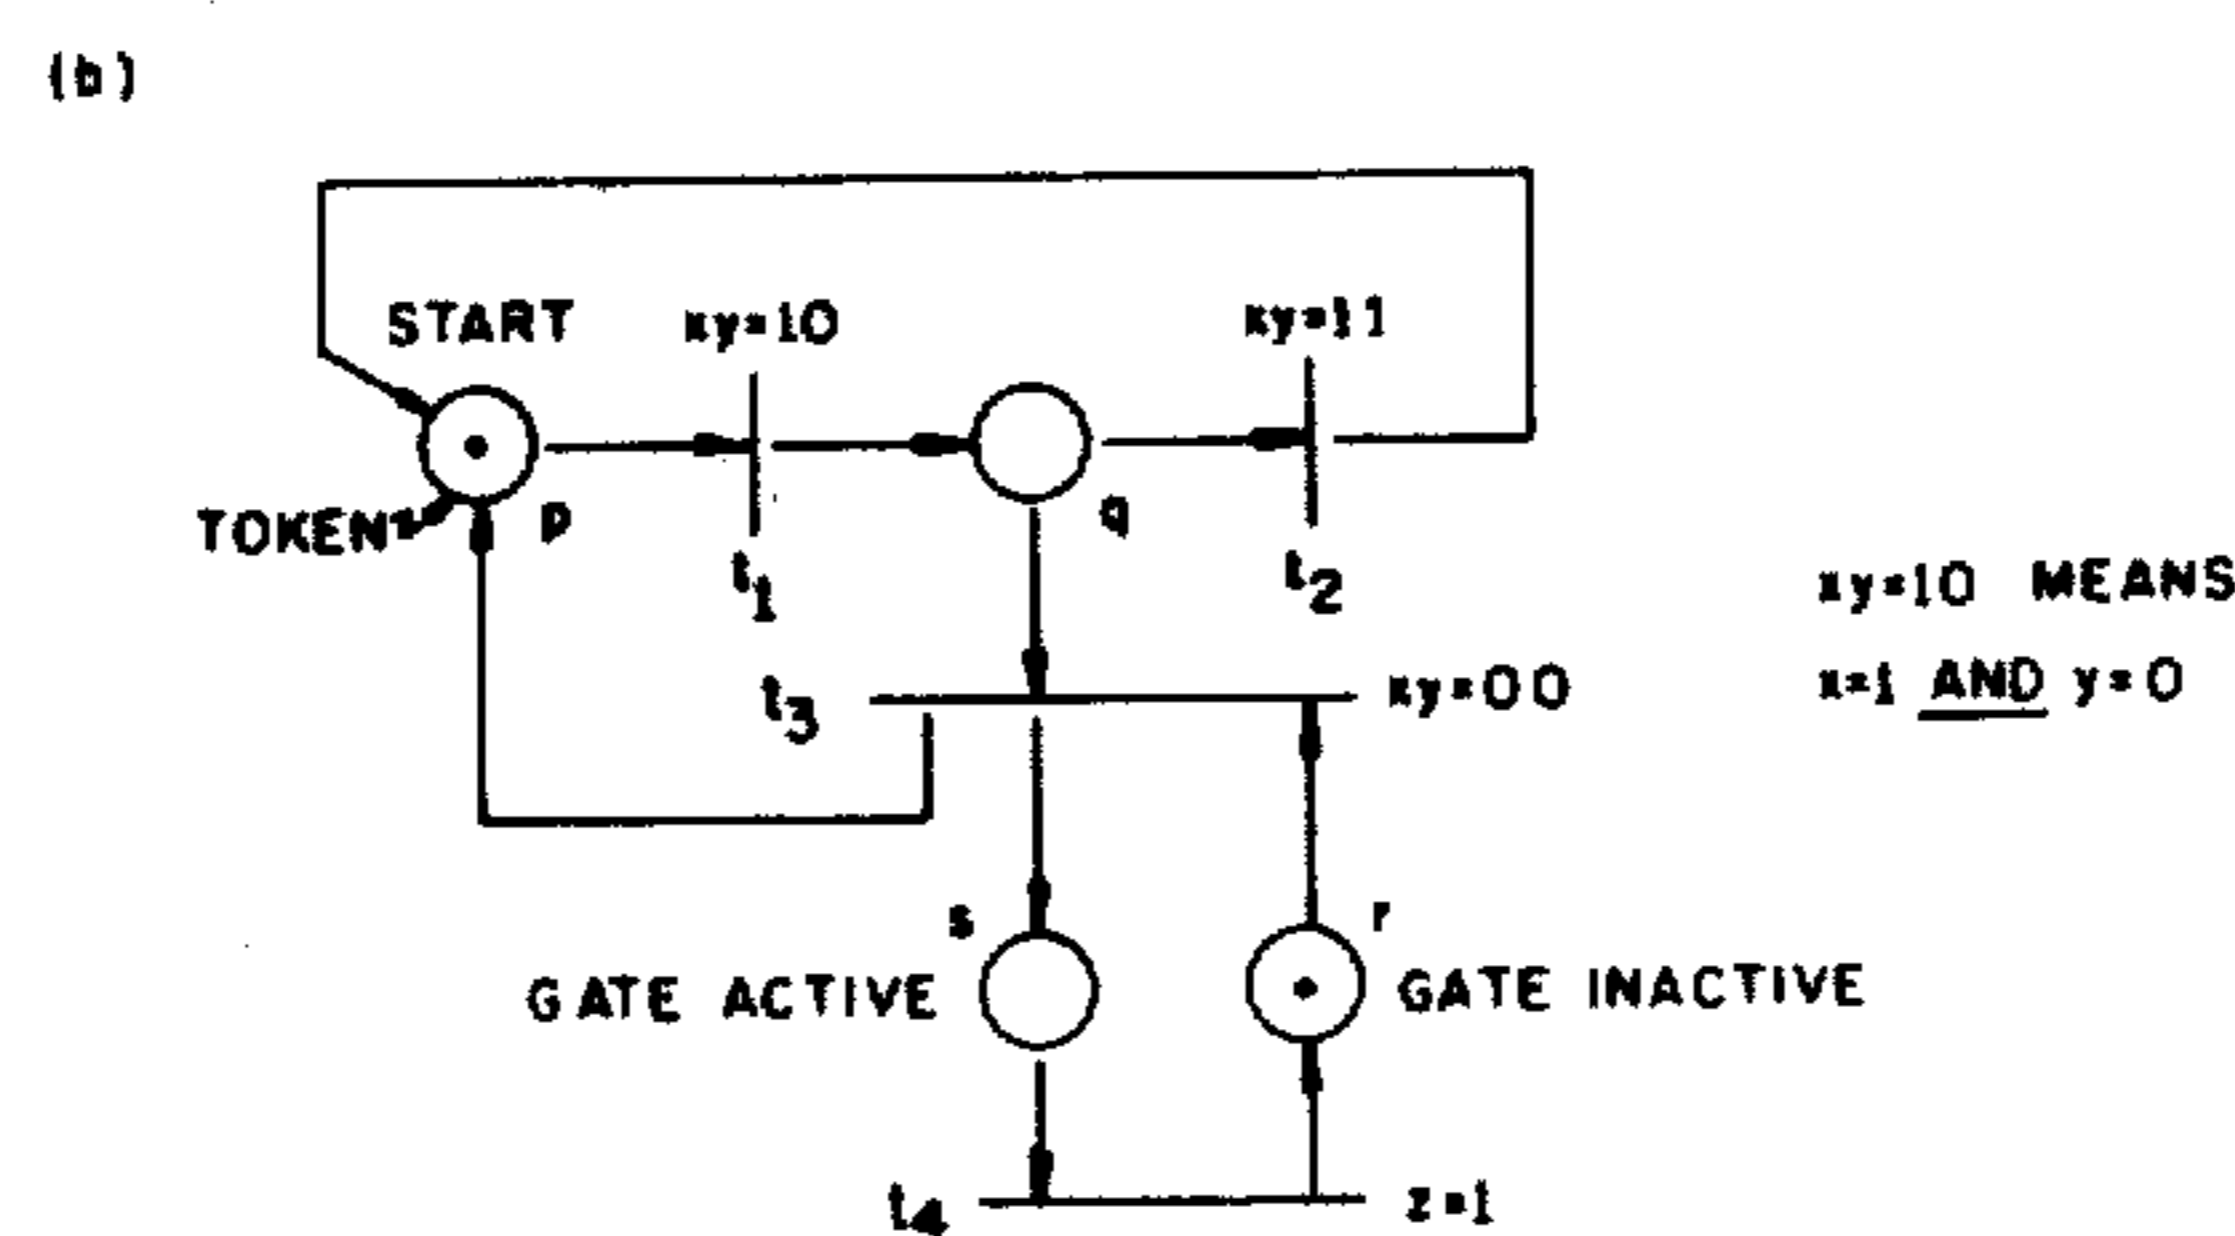 (b)
START
xy=10
xy=11
TOKEN
p
q
t1
t2
xy=10 MEANS
x=1 AND y=0
t3
xy=00
s
r
GATE ACTIVE
GATE INACTIVE
t4
z=1